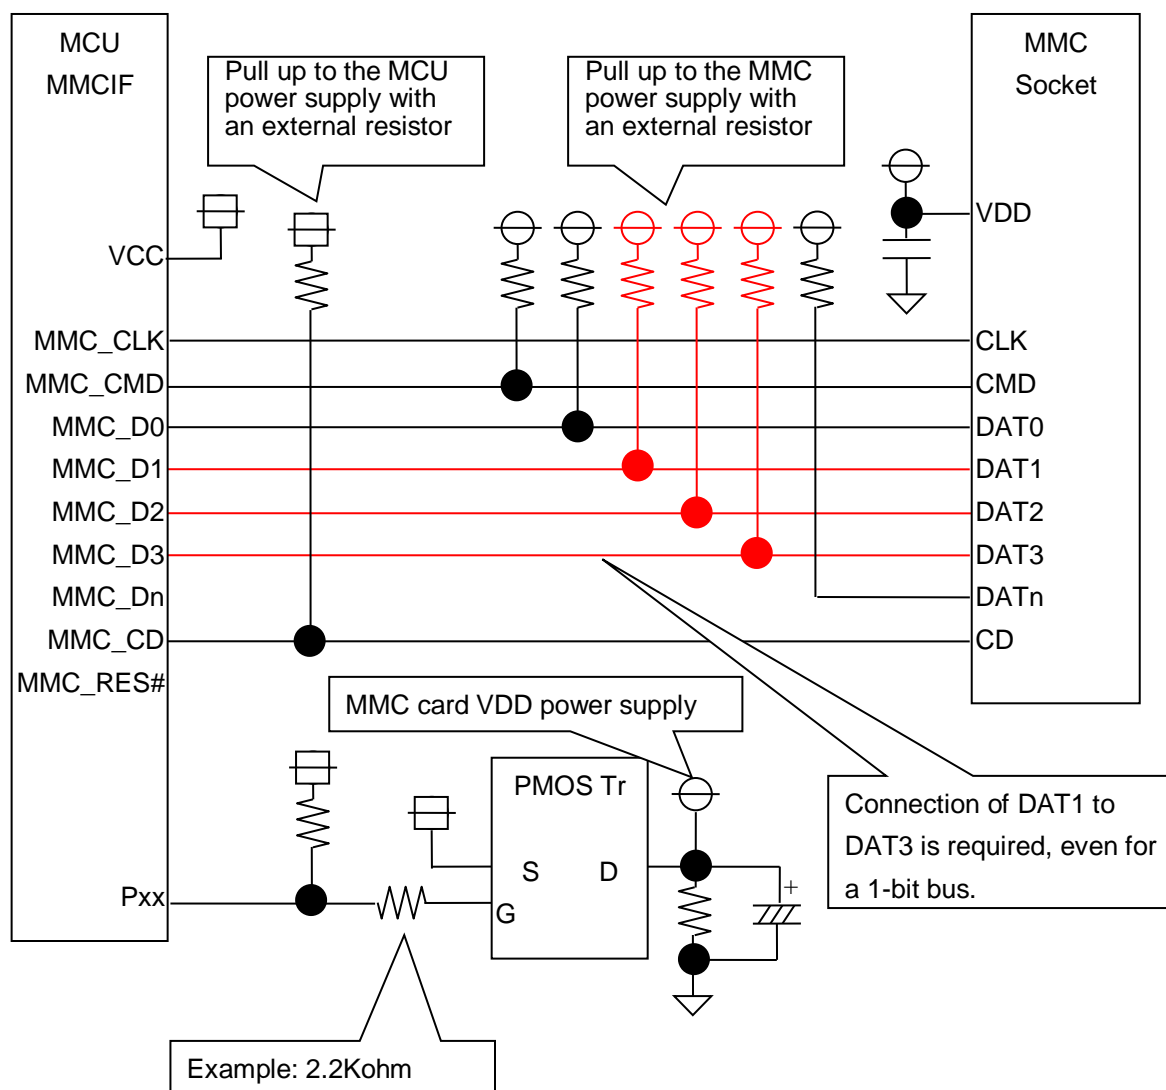 MCU
MMCIF
Pull up to the MCU
power supply with
an external resistor
Pull up to the MMC
power supply with
an external resistor
MMC
Socket
VCC
VDD
MMC_CLK
CLK
MMC_CMD
CMD
MMC_D0
DAT0
MMC_D1
DAT1
MMC_D2
DAT2
MMC_D3
DAT3
MMC_Dn
DATn
MMC_CD
CD
MMC_RES#
MMC card VDD power supply
PMOS Tr
S
D
G
+
Pxx
Connection of DAT1 to
DAT3 is required, even for
a 1-bit bus.
Example: 2.2Kohm